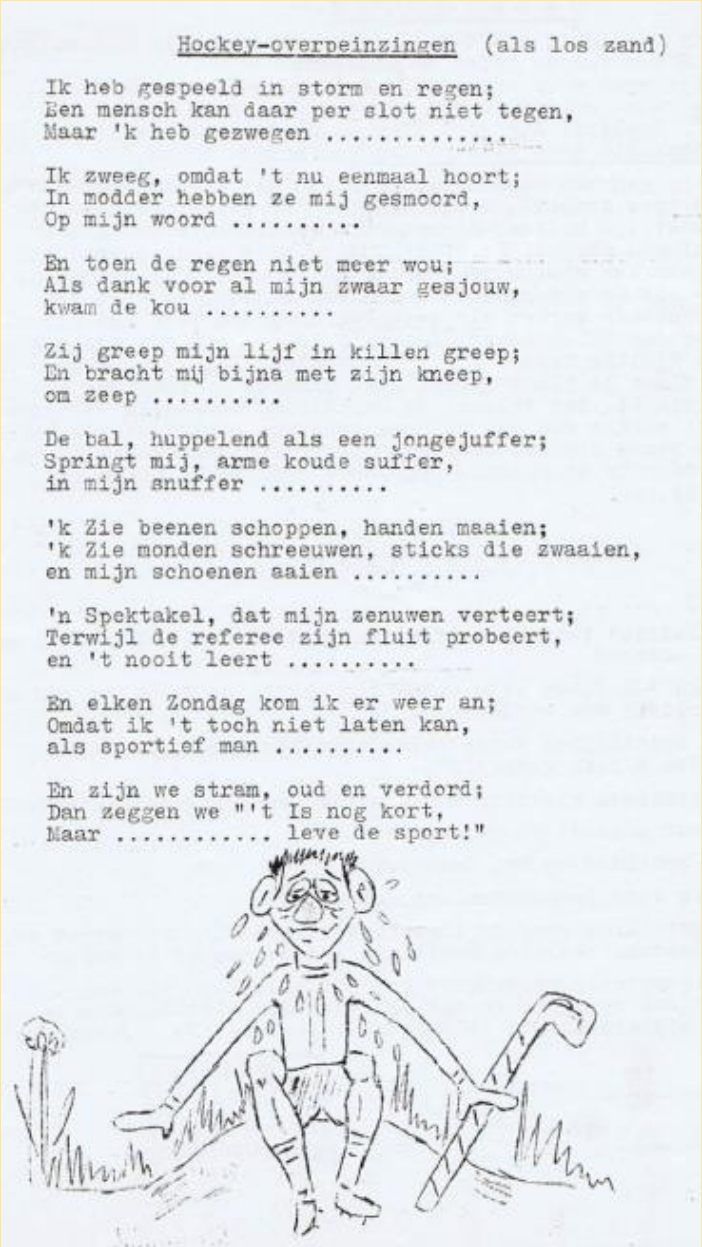 Hockey-overpeinzingen (als los zand)
Ik heb gespeeld in storm en regen;
Een mensch kan daar per slot niet tegen,
Maar 'k heb gezwegen ..............
Ik zweeg, omdat 't nu eenmaal hoort;
In modder hebben ze mij gesmoord,
Op mijn woord ..........
En toen de regen niet meer wou;
Als dank voor al mijn zwaar gesjouw,
kwam de kou ..........
Zij greep mijn lijf in killen greep;
En bracht mij bijna met zijn kneep,
om zeep ..........
De bal, huppelend als een jongejuffer;
Springt mij, arme koude suffer,
in mijn snuffer ..........
'k Zie beenen schoppen, handen maaien;
'k Zie monden schreeuwen, sticks die zwaaien,
en mijn schoenen aaien ..........
'n Spektakel, dat mijn zenuwen verteert;
Terwijl de referee zijn fluit probeert,
en 't nooit leert ..........
En elken Zondag kom ik er weer an;
Omdat ik 't toch niet laten kan,
als sportief man ..........
En zijn we stram, oud en verdord;
Dan zeggen we "'t Is nog kort,
Maar ............ leve de sport!"